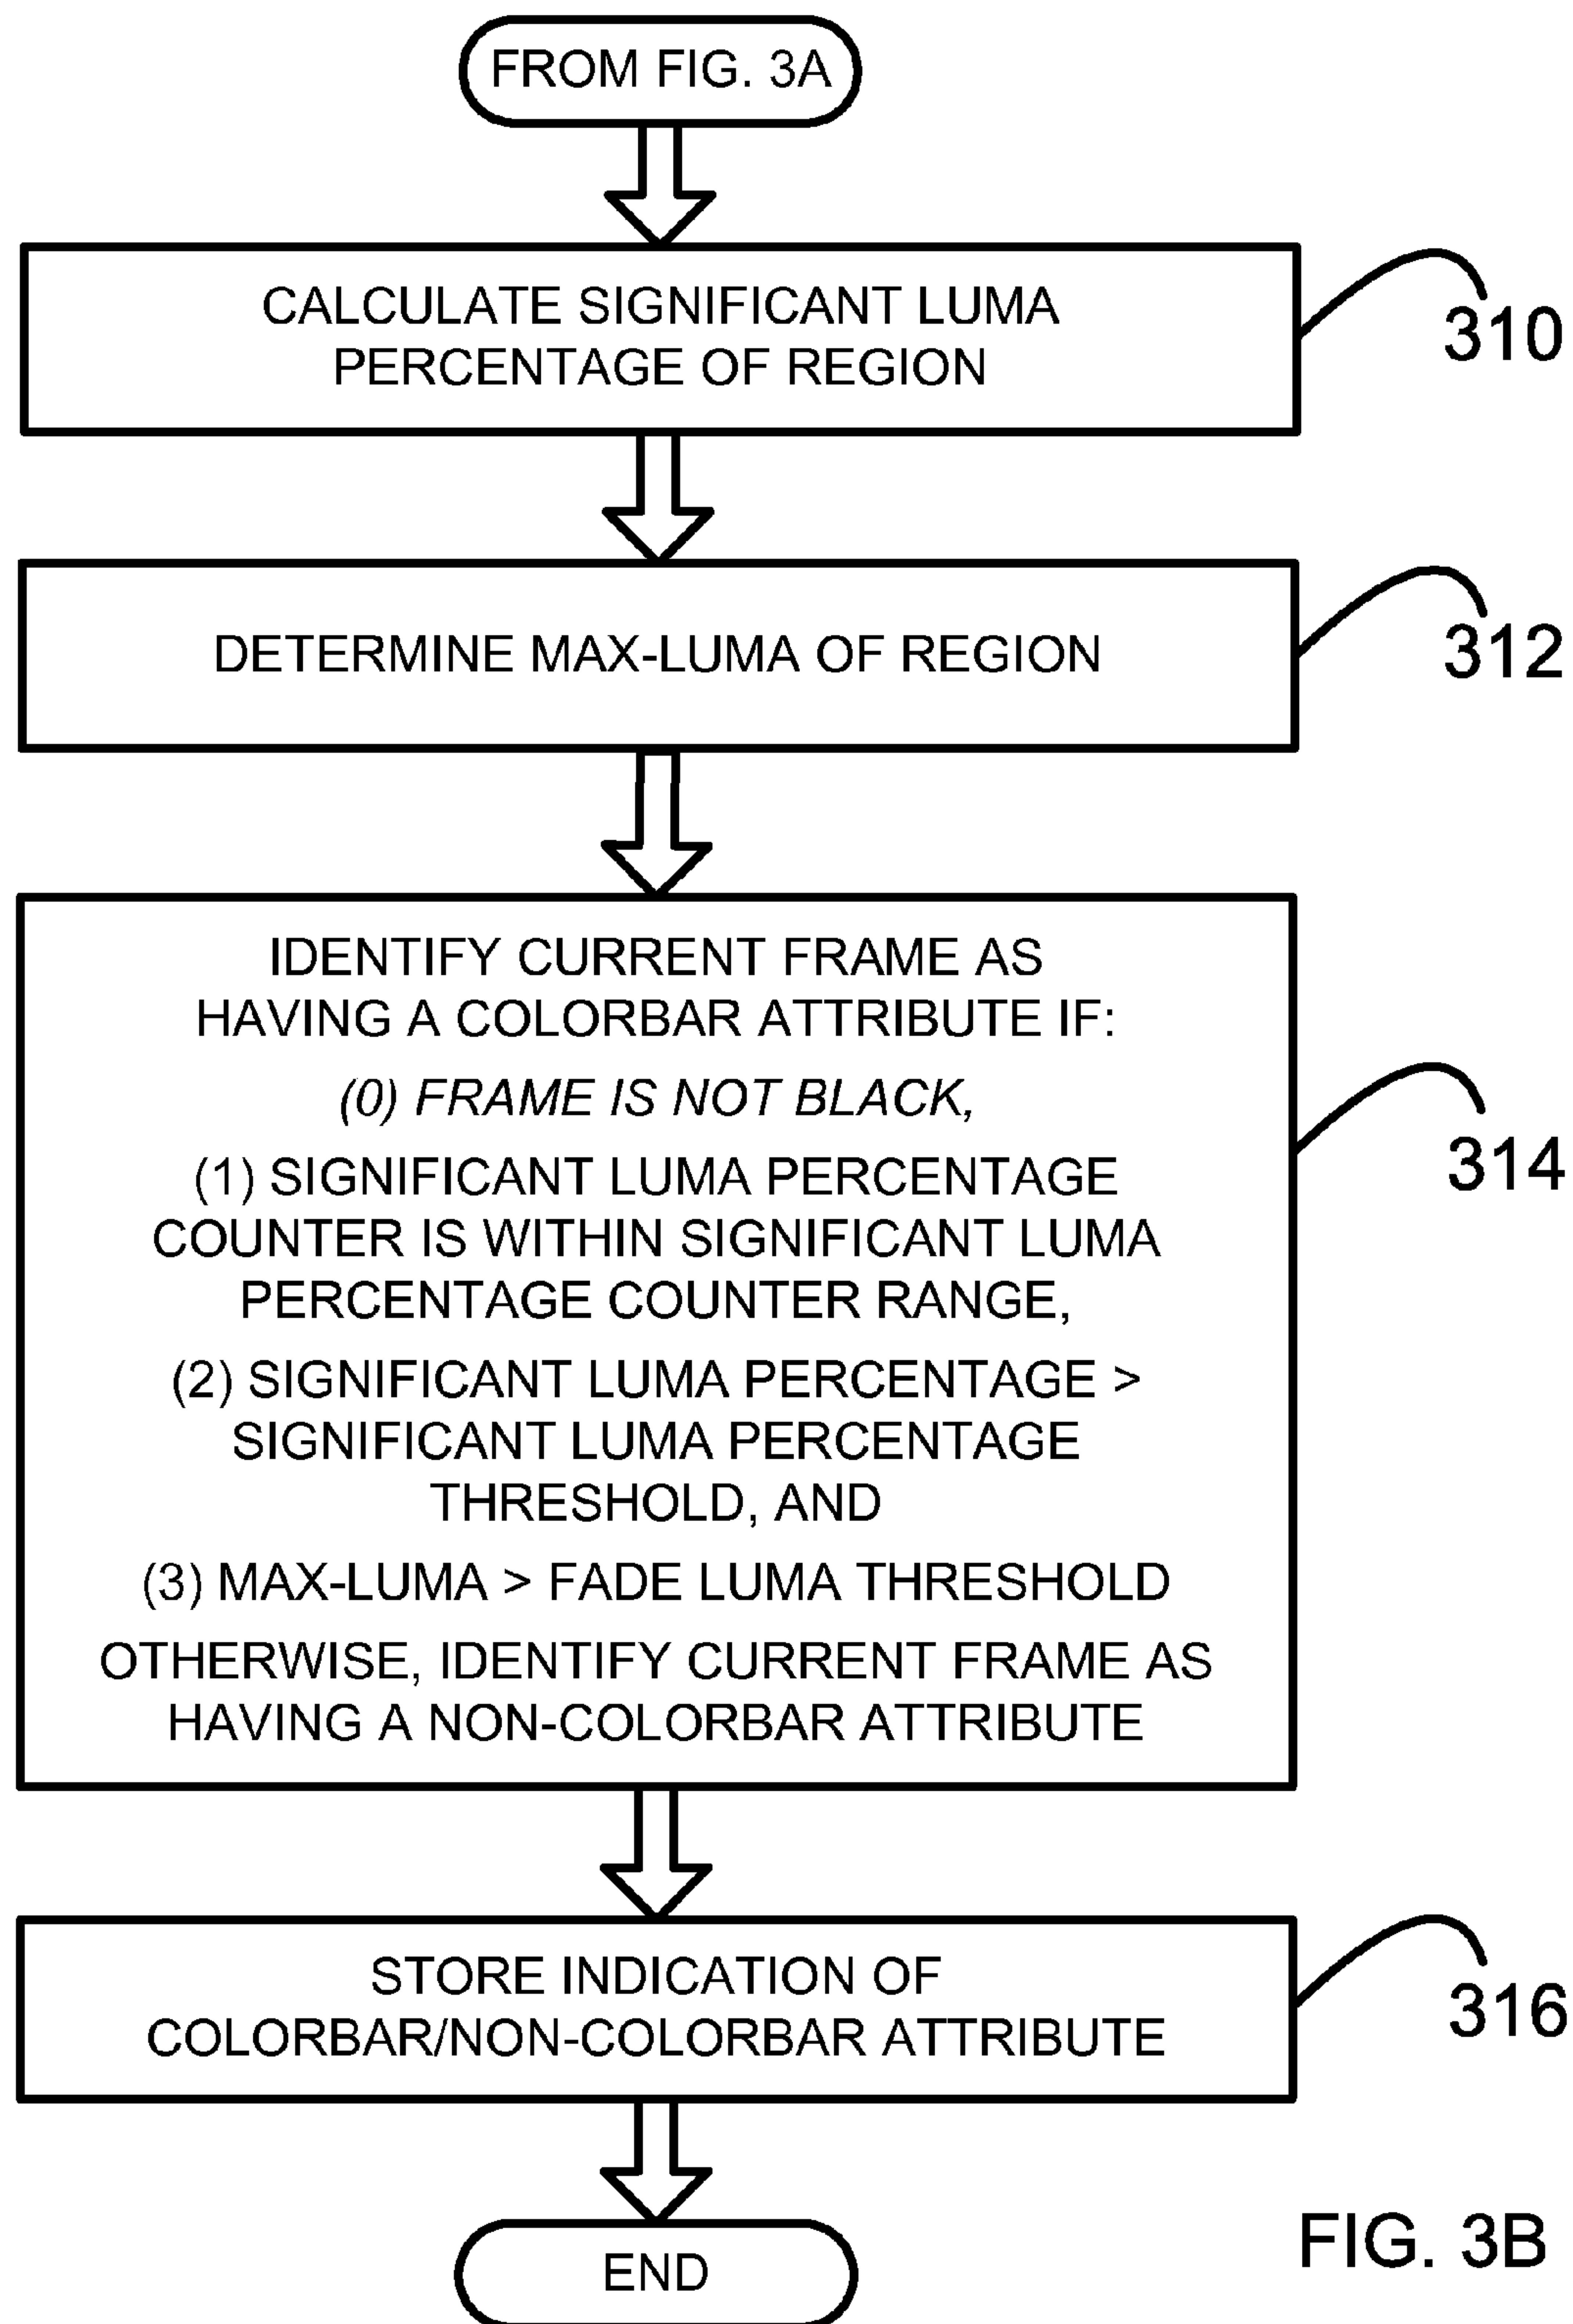 FROM FIG. 3A
CALCULATE SIGNIFICANT LUMA
PERCENTAGE OF REGION
310
DETERMINE MAX-LUMA OF REGION
312
IDENTIFY CURRENT FRAME AS
HAVING A COLORBAR ATTRIBUTE IF:
(0) FRAME IS NOT BLACK,
(1) SIGNIFICANT LUMA PERCENTAGE
COUNTER IS WITHIN SIGNIFICANT LUMA
PERCENTAGE COUNTER RANGE,
(2) SIGNIFICANT LUMA PERCENTAGE >
SIGNIFICANT LUMA PERCENTAGE
THRESHOLD, AND
(3) MAX-LUMA > FADE LUMA THRESHOLD
OTHERWISE, IDENTIFY CURRENT FRAME AS
HAVING A NON-COLORBAR ATTRIBUTE
314
STORE INDICATION OF
COLORBAR/NON-COLORBAR ATTRIBUTE
316
END
FIG. 3B